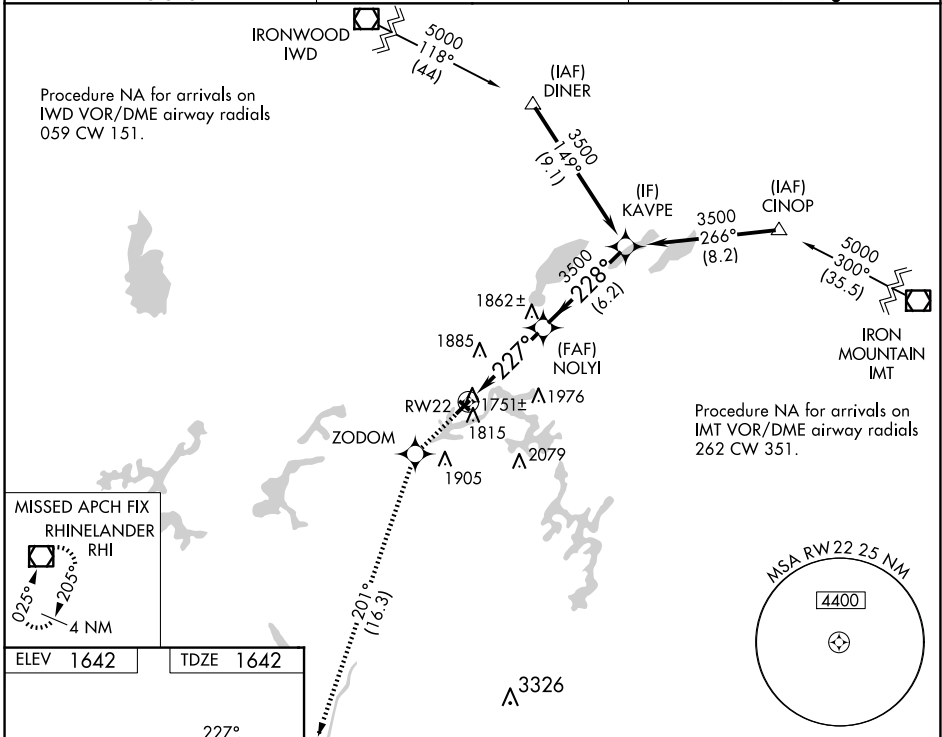 IRONWOOD
IWD
5000
118°
(44)
(IAF)
DINER
Procedure NA for arrivals on
IWD VOR/DME airway radials
059 CW 151.
3500
149°
(9.1)
(IF)
KAVPE
(IAF)
CINOP
3500
266°
(8.2)
5000
300°
(35.5)
IRON
MOUNTAIN
IMT
3500
228°
(6.2)
1862±
1885
227°
(FAF)
NOLYI
RW22
1751±
1976
1815
ZODOM
1905
2079
Procedure NA for arrivals on
IMT VOR/DME airway radials
262 CW 351.
MISSED APCH FIX
RHINELANDER
RHI
025°
205°
4 NM
201°
(16.3)
MSA RW 22 25 NM
4400
ELEV 1642
TDZE 1642
3326
227°